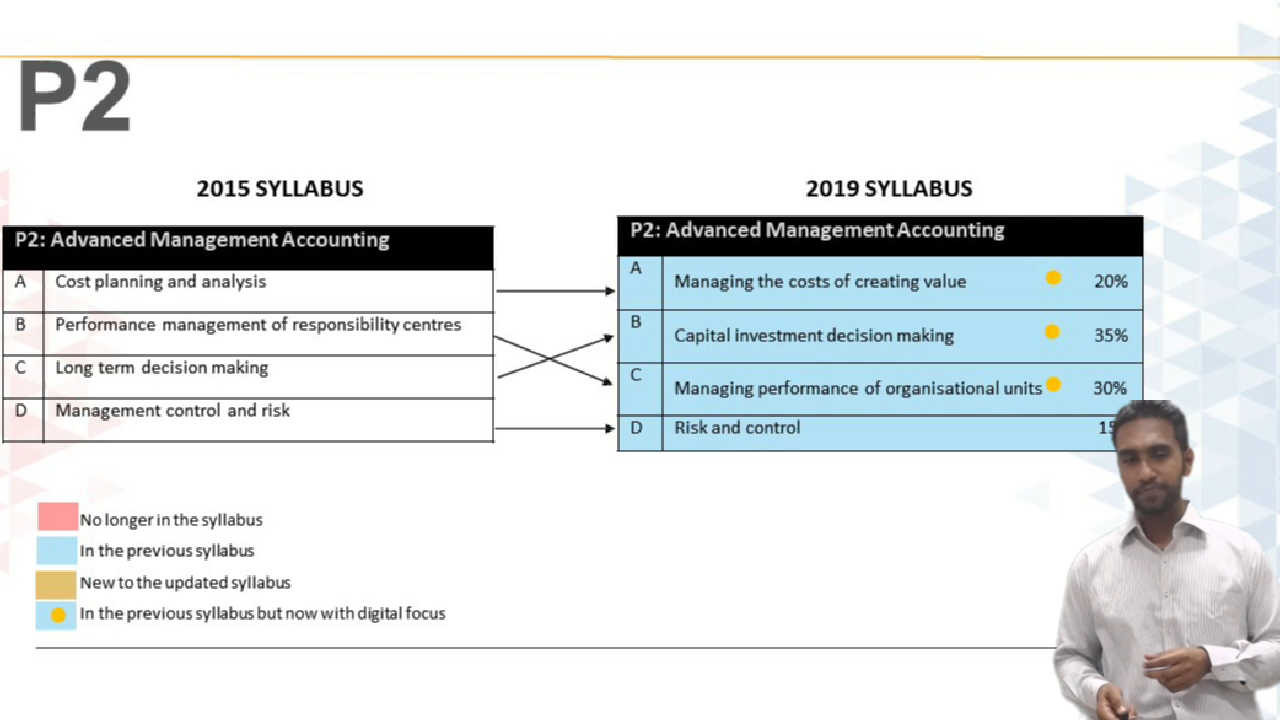 P2
2015 SYLLABUS
2019 SYLLABUS
P2: Advanced Management Accounting
A Cost planning and analysis
B Performance management of responsibility centres
C Long term decision making
D Management control and risk
P2: Advanced Management Accounting
A Managing the costs of creating value 20%
B Capital investment decision making 35%
C Managing performance of organisational units 30%
D Risk and control 15
No longer in the syllabus
In the previous syllabus
New to the updated syllabus
In the previous syllabus but now with digital focus